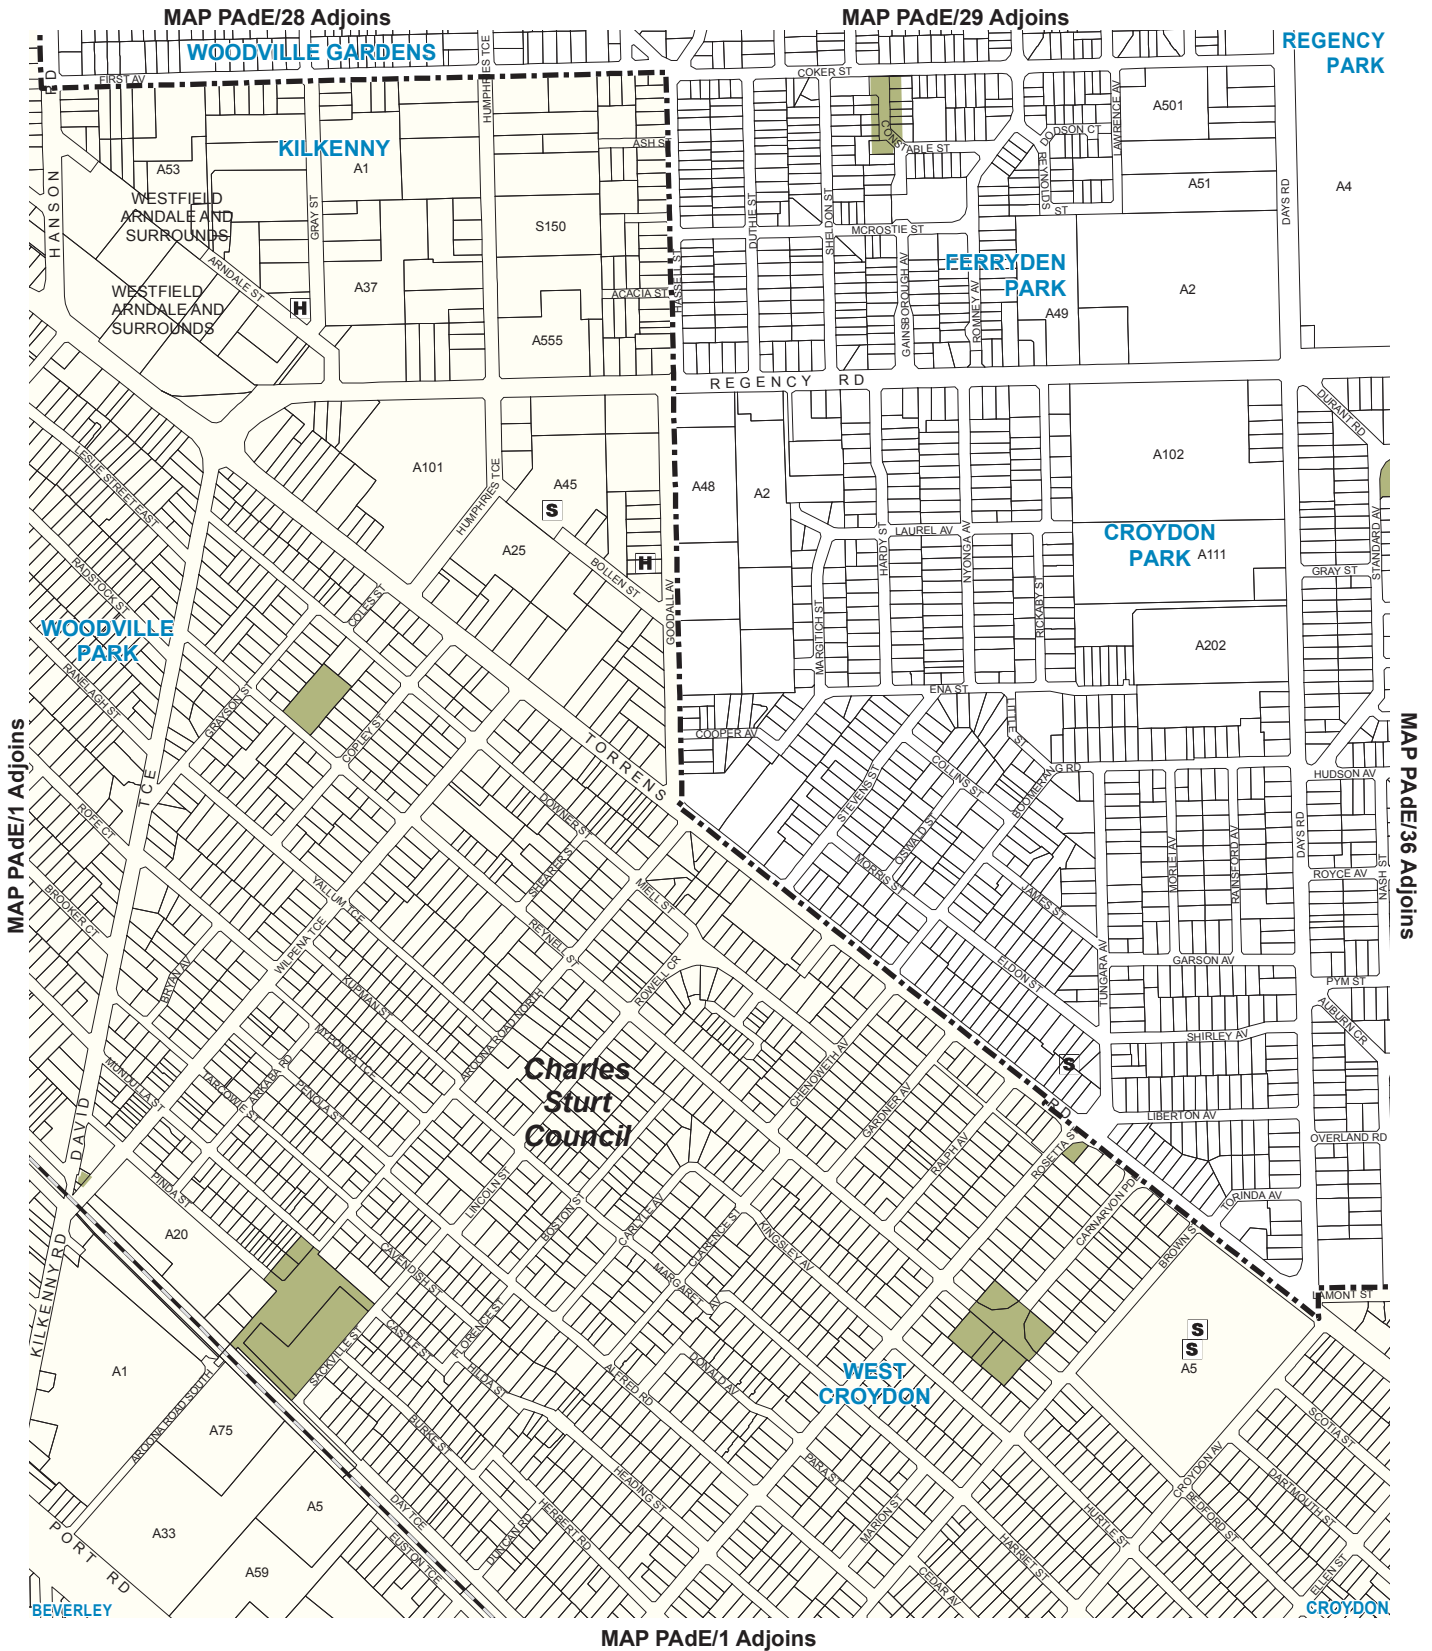 MAP PAdE/28 Adjoins
MAP PAdE/29 Adjoins
WOODVILLE GARDENS
REGENCY
PARK
FIRST AV
HANSON
RD
HUMPHRIES TCE
COKER ST
LAWRENCE AV
A501
CONSTABLE ST
DODSON CT
REYNOLDS
ST
KILKENNY
A53
A1
ASH ST
A51
A4
DAYS RD
WESTFIELD
ARNDALE AND
SURROUNDS
GRAY ST
S150
DUTHIE ST
SHELDON ST
MCROSTIE ST
HASSELL ST
GAINSBOROUGH AV
ROMNEY AV
FERRYDEN
PARK
ARNDALE ST
WESTFIELD
ARNDALE AND
SURROUNDS
H
A37
ACACIA ST
A2
A49
A555
REGENCY RD
DURANT RD
LESLIE STREET EAST
A101
HUMPHRIES TCE
A45
S
A48
A2
A102
A25
BOLLEN ST
H
GOODALL AV
HARDY ST
LAUREL AV
NYONGA AV
RICKABY ST
MARGITICH ST
CROYDON
PARK
A111
STANDARD AV
GRAY ST
RADSTOCK ST
COLES ST
WOODVILLE
PARK
A202
RANELAGH ST
GRAYSON ST
COPLEY ST
ENA ST
LITTLE ST
COOPER AV
TORRENS
RD
MAP PAdE/1 Adjoins
MAP PAdE/36 Adjoins
DAVID
TCE
ROFE CT
DOWNER ST
STEVENS ST
COLLINS ST
BOOMERANG RD
OSWALD ST
MORRIS ST
JAMES ST
ELDON ST
HUDSON AV
MORLEY AV
RAINSFORD AV
DAYS RD
ROYCE AV
NASH ST
SHEARER ST
MIELL ST
BROOKER CT
YALLUM TCE
WILPENA TCE
REYNELL ST
ROWELL CR
BRYAN AV
KUPMAN ST
AROONA ROAD NORTH
TUNGARA AV
GARSON AV
PYM ST
AUBURN CR
SHIRLEY AV
MYPONGA TCE
MUNDULLA ST
TARCOWIE ST
ARKABA RD
PENOLA ST
Charles
Sturt
Council
CHENOWETH AV
GARDNER AV
RALPH AV
S
LIBERTON AV
OVERLAND RD
ROSETTA ST
PINDA ST
A20
LINCOLN ST
BOSTON ST
CARLYLE AV
CLARENCE ST
KINGSLEY AV
CARNARVON PDE
BROWN ST
TORINDA AV
KILKENNY RD
CAVENDISH ST
MARGARET
AV
LAMONT ST
FLORENCE ST
CASTLE ST
SACKVILLE ST
HILDA ST
ALFRED RD
DONALD AV
WEST
CROYDON
S
S
A5
A1
AROONA ROAD SOUTH
A75
BURKE ST
HEADING ST
PARA ST
MARION ST
CROYDON AV
SCOTIA ST
DARTMOUTH ST
BEDFORD ST
HURTLE ST
HARRIET ST
A5
DAY TCE
EUSTON TCE
DUNCAN RD
HERBERT RD
A33
A59
PORT RD
CEDAR AV
ELLEN ST
BEVERLEY
CROYDON
MAP PAdE/1 Adjoins